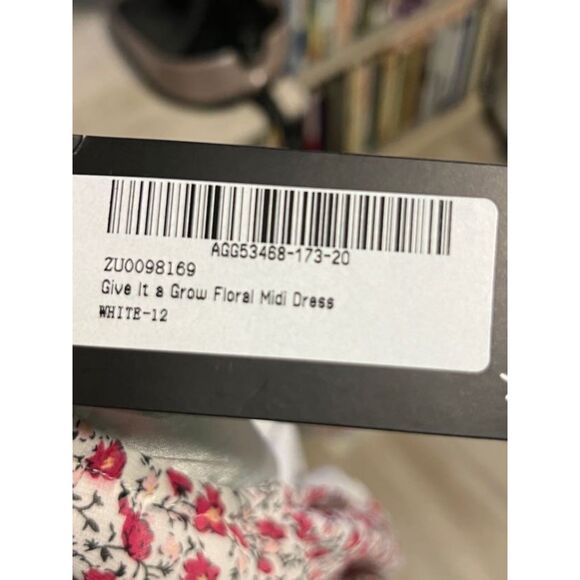 AGG53468-173-20
ZU0098169
Give It a Grow Floral Midi Dress
WHITE-12